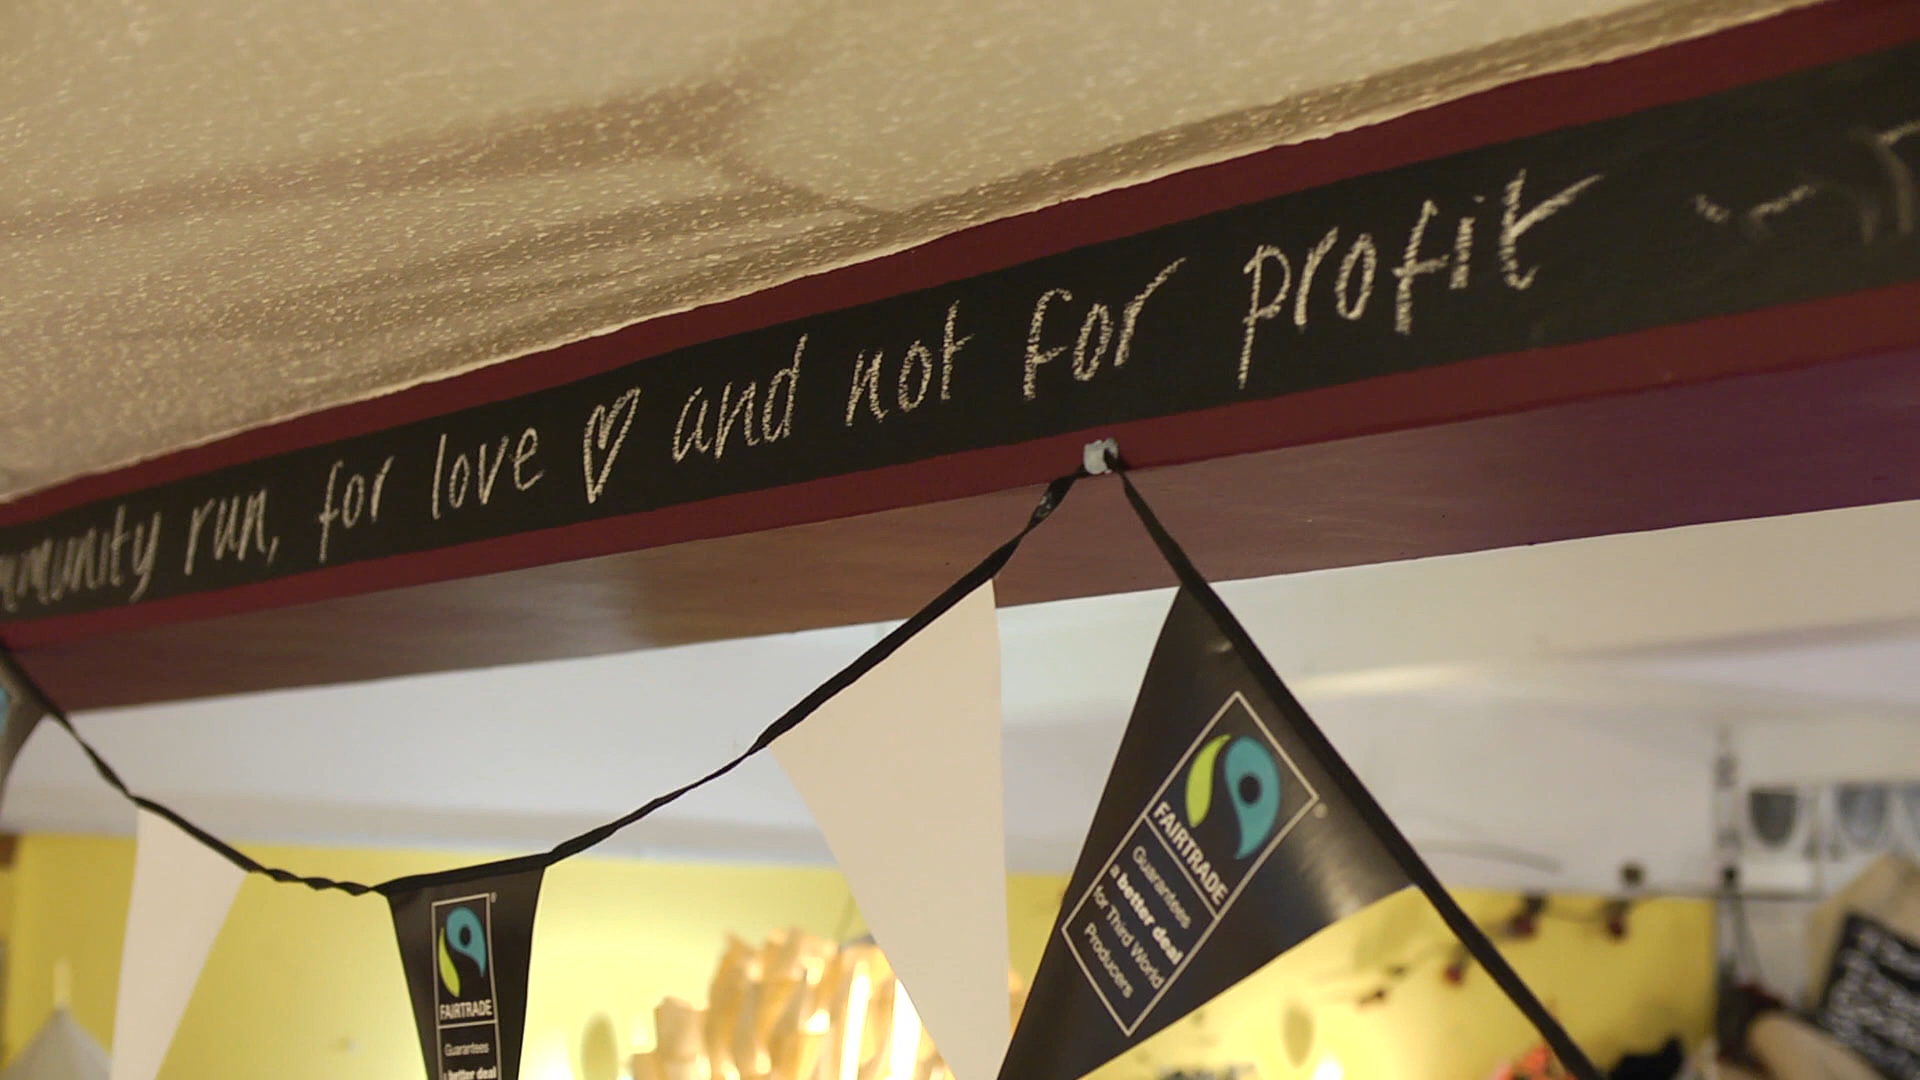 mmunity run, for love ♡ and not for profit
FAIRTRADE
Guarantees
a better deal
for Third World
Producers
FAIRTRADE
Guarantees
a better deal